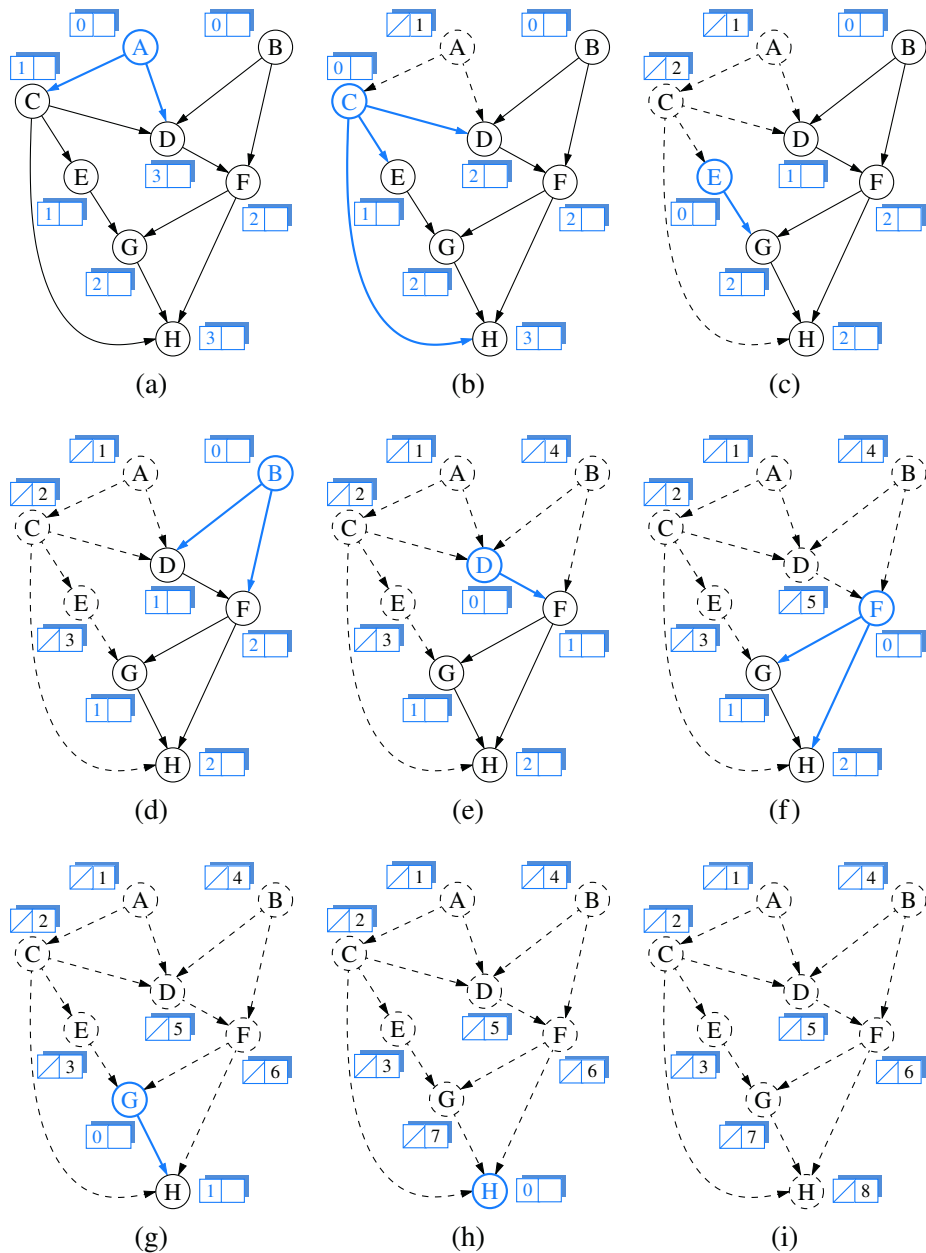 0 0
A B
1
C
D
E 3 F
1 2
G
2
H 3
(a)
1 0
A B
0
C
D
E 2 F
1 2
G
2
H 3
(b)
1 0
A B
2
C
D
E 1 F
0 2
G
2
H 2
(c)
1 0
A B
2
C
D
E 1 F
3 2
G
1
H 2
(d)
1 4
A B
2
C
D
E 0 F
3 1
G
1
H 2
(e)
1 4
A B
2
C
D
E 5 F
3 0
G
1
H 2
(f)
1 4
A B
2
C
D
E 5 F
3 6
G
0
H 1
(g)
1 4
A B
2
C
D
E 5 F
3 6
G
7
H 0
(h)
1 4
A B
2
C
D
E 5 F
3 6
G
7
H 8
(i)